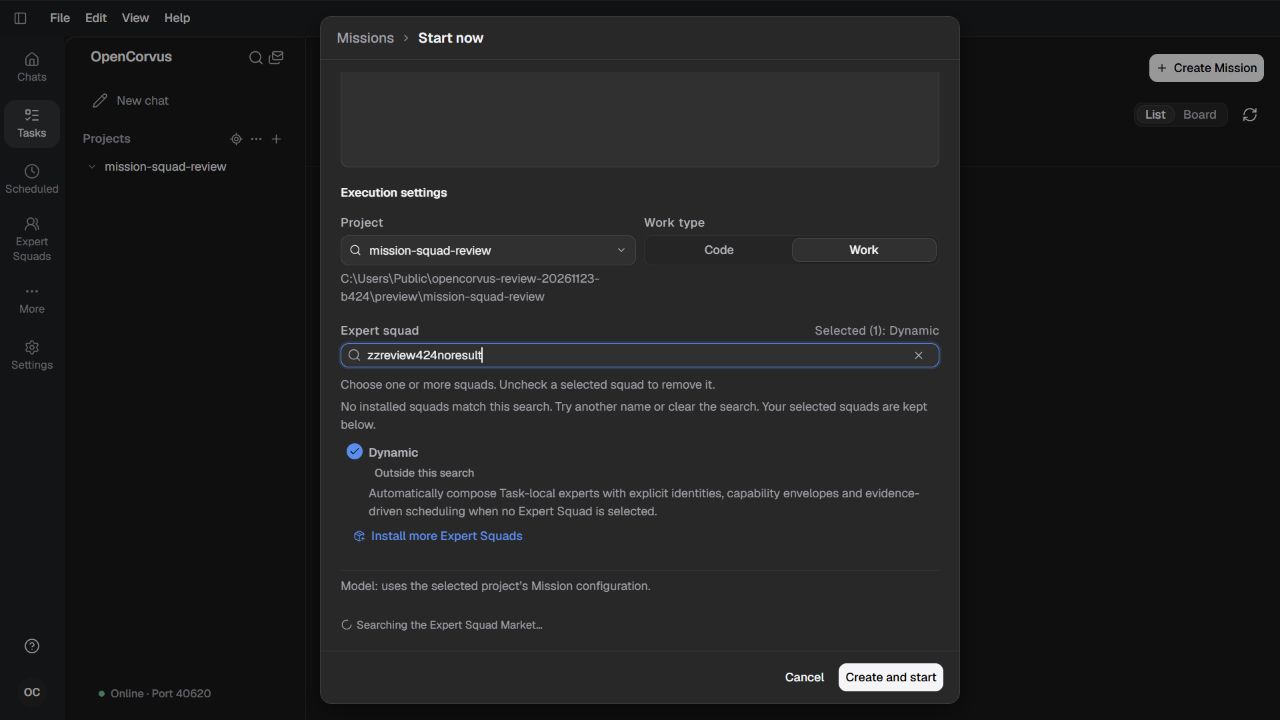 File Edit View Help
Missions › Start now
OpenCorvus
Create Mission
Chats
New chat
List Board
Tasks
Projects
mission-squad-review
Scheduled
Execution settings
Project Work type
Expert
Squads
mission-squad-review
Code Work
C:\Users\Public\opencorvus-review-20261123-
b424\preview\mission-squad-review
More
Expert squad Selected (1): Dynamic
Settings
zzreview424noresult
Choose one or more squads. Uncheck a selected squad to remove it.
No installed squads match this search. Try another name or clear the search. Your selected squads are kept
below.
Dynamic
Outside this search
Automatically compose Task-local experts with explicit identities, capability envelopes and evidence-
driven scheduling when no Expert Squad is selected.
Install more Expert Squads
Model: uses the selected project's Mission configuration.
Searching the Expert Squad Market...
Cancel Create and start
OC
Online · Port 40620